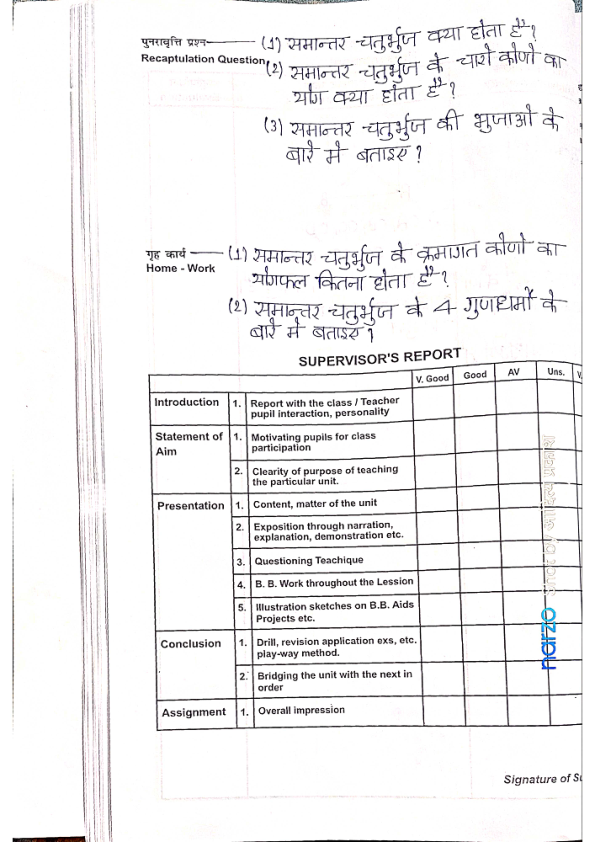 पुनरावृत्ति प्रश्न (1) समान्तर चतुर्भुज क्या होता है?
Recaptulation Question (2) समान्तर चतुर्भुज के चारो कोणो का
योग क्या होता है?
(3) समान्तर चतुर्भुज की भुजाओ के
बारे मे बताइए?
गृह कार्य (1) समान्तर चतुर्भुज के क्रमागत कोणो का
Home - Work योगफल कितना होता है?
(2) समान्तर चतुर्भुज के 4 गुणधर्मो के
बारे मे बताइए?
SUPERVISOR'S REPORT
V. Good Good AV Uns. V.
Introduction 1. Report with the class / Teacher
pupil interaction, personality
Statement of Aim 1. Motivating pupils for class
participation
2. Clearity of purpose of teaching
the particular unit.
Presentation 1. Content, matter of the unit
2. Exposition through narration,
explanation, demonstration etc.
3. Questioning Teachique
4. B. B. Work throughout the Lession
5. Illustration sketches on B.B. Aids
Projects etc.
Conclusion 1. Drill, revision application exs, etc.
play-way method.
2. Bridging the unit with the next in
order
Assignment 1. Overall impression
Signature of Su
narzo Shot by आदित्य प्रकाश